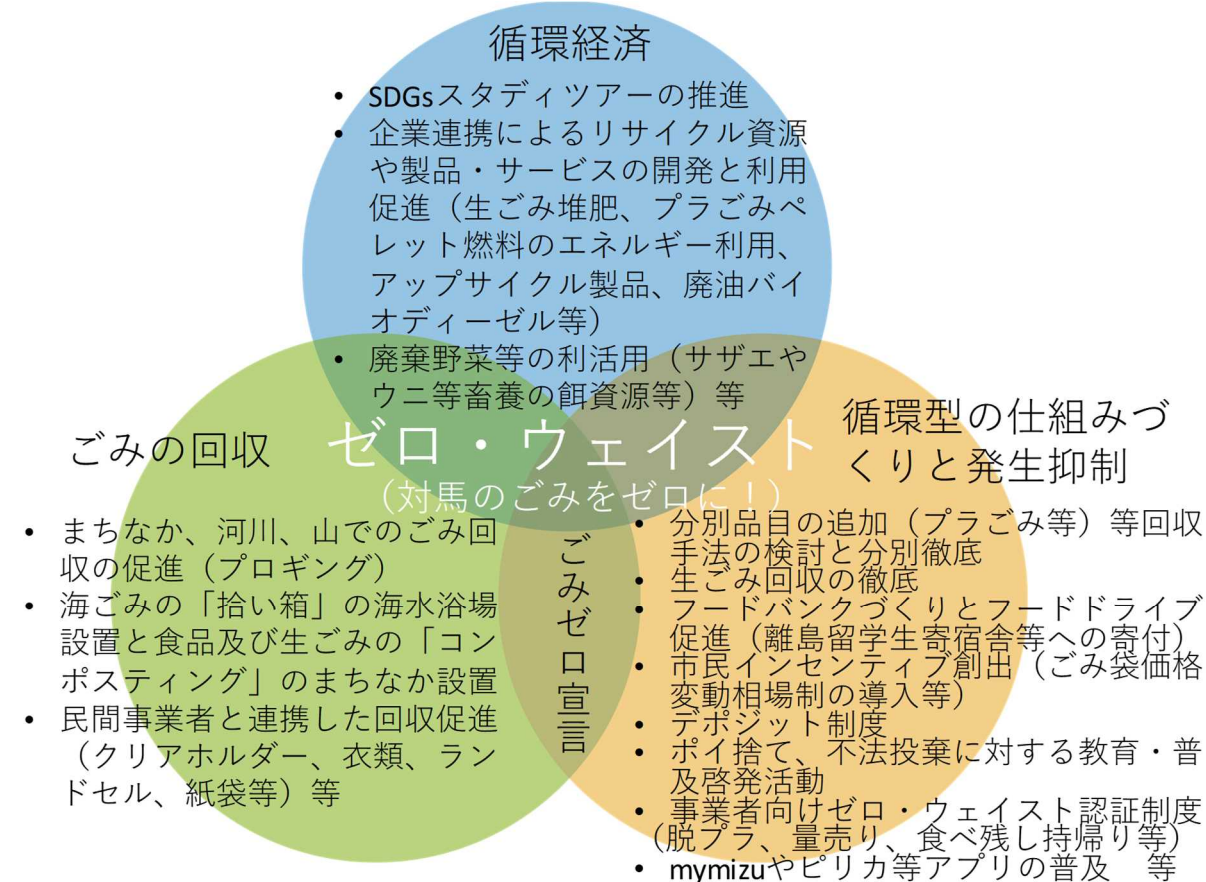 循環経済
• SDGsスタディツアーの推進
• 企業連携によるリサイクル資源
や製品・サービスの開発と利用
促進（生ごみ堆肥、プラごみペ
レット燃料のエネルギー利用、
アップサイクル製品、廃油バイ
オディーゼル等）
• 廃棄野菜等の利活用（サザエや
ウニ等畜養の餌資源等）等
ゼロ・ウェイスト
（対馬のごみをゼロに！）
ごみの回収
• まちなか、河川、山でのごみ回
収の促進（プロギング）
• 海ごみの「拾い箱」の海水浴場
設置と食品及び生ごみの「コン
ポスティング」のまちなか設置
• 民間事業者と連携した回収促進
（クリアホルダー、衣類、ラン
ドセル、紙袋等）等
ごみゼロ宣言
循環型の仕組みづ
くりと発生抑制
• 分別品目の追加（プラごみ等）等回収
手法の検討と分別徹底
• 生ごみ回収の徹底
• フードバンクづくりとフードドライブ
促進（離島留学生寄宿舎等への寄付）
• 市民インセンティブ創出（ごみ袋価格
変動相場制の導入等）
• デポジット制度
• ポイ捨て、不法投棄に対する教育・普
及啓発活動
• 事業者向けゼロ・ウェイスト認証制度
（脱プラ、量売り、食べ残し持帰り等）
• mymizuやピリカ等アプリの普及　等